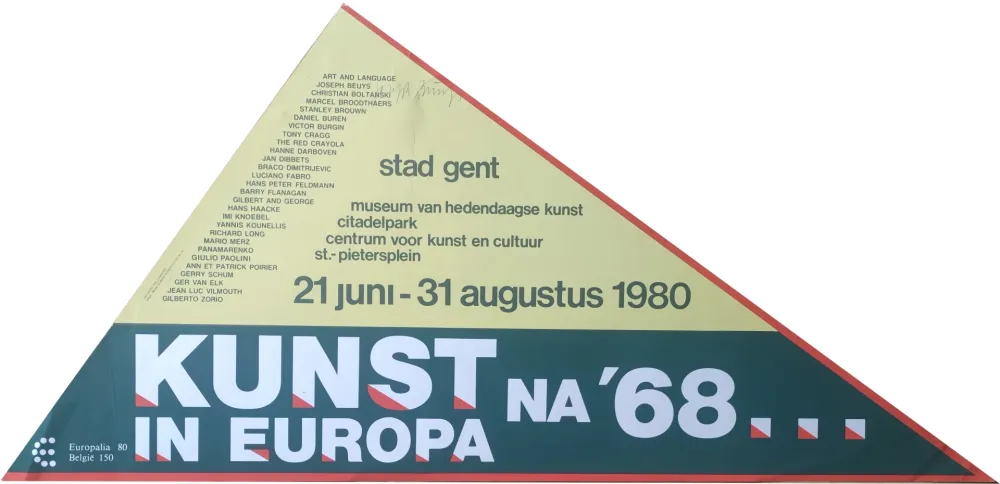 ART AND LANGUAGE
JOSEPH BEUYS
CHRISTIAN BOLTANSKI
MARCEL BROODTHAERS
STANLEY BROUWN
DANIEL BUREN
VICTOR BURGIN
TONY CRAGG
THE RED CRAYOLA
HANNE DARBOVEN
JAN DIBBETS
BRACO DIMITRIJEVIC
LUCIANO FABRO
HANS PETER FELDMANN
BARRY FLANAGAN
GILBERT AND GEORGE
HANS HAACKE
IMI KNOEBEL
YANNIS KOUNELLIS
RICHARD LONG
MARIO MERZ
PANAMARENKO
GIULIO PAOLINI
ANN ET PATRICK POIRIER
GERRY SCHUM
GER VAN ELK
JEAN LUC VILMOUTH
GILBERTO ZORIO
stad gent
museum van hedendaagse kunst
citadelpark
centrum voor kunst en cultuur
st.-pietersplein
21 juni - 31 augustus 1980
KUNST NA '68...
IN EUROPA
Europalia 80
België 150